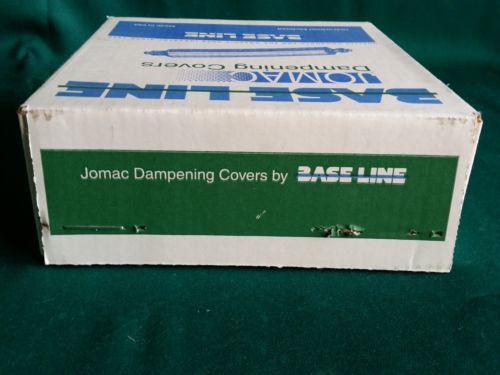 BASE LINE
Dampening Covers
JOMAC
BASE LINE
Jomac Dampening Covers by BASE LINE